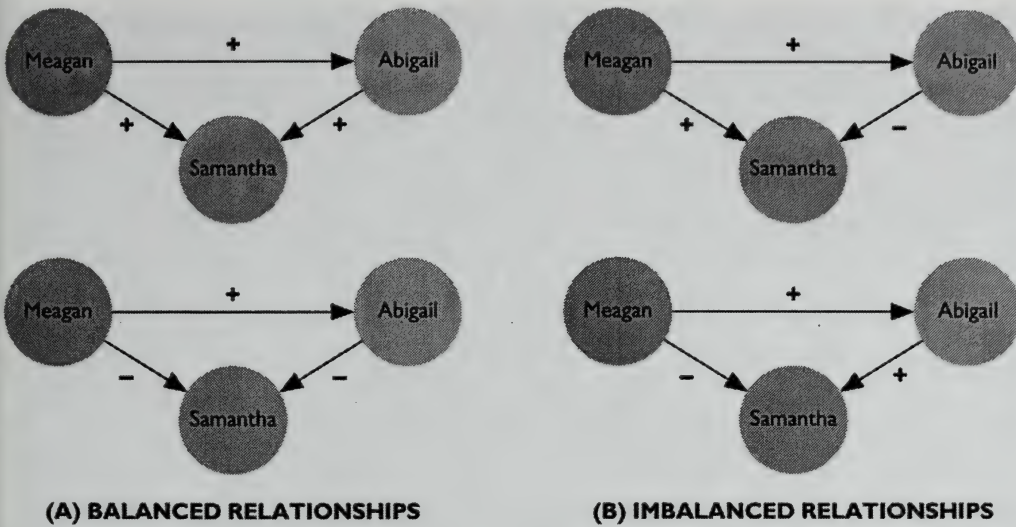 +
Meagan
Abigail
+
+
Samantha
+
Meagan
Abigail
−
−
Samantha
(A) BALANCED RELATIONSHIPS
+
Meagan
Abigail
+
−
Samantha
+
Meagan
Abigail
−
+
Samantha
(B) IMBALANCED RELATIONSHIPS